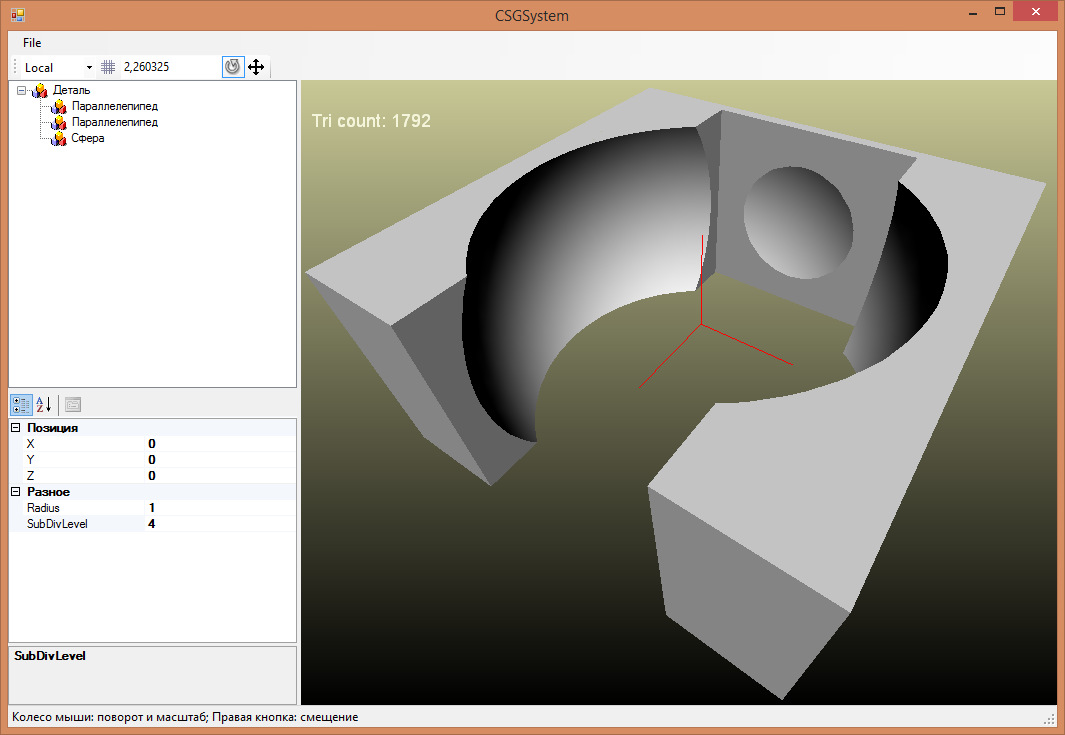 CSGSystem
File
Local 2,260325
Деталь
Параллелепипед
Параллелепипед
Сфера
Tri count: 1792
Позиция
X 0
Y 0
Z 0
Разное
Radius 1
SubDivLevel 4
SubDivLevel
Колесо мыши: поворот и масштаб; Правая кнопка: смещение